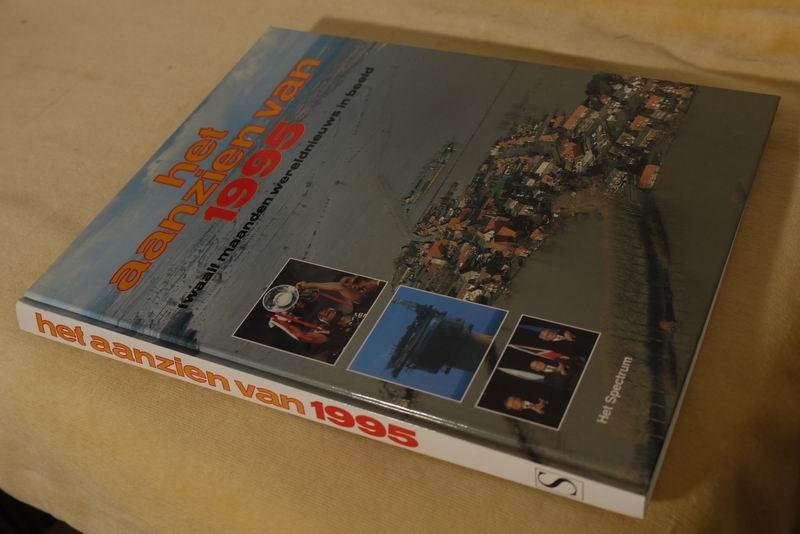 het
aanzien van
1995
twaalf maanden wereldnieuws in beeld
Het Spectrum
het aanzien van 1995
S